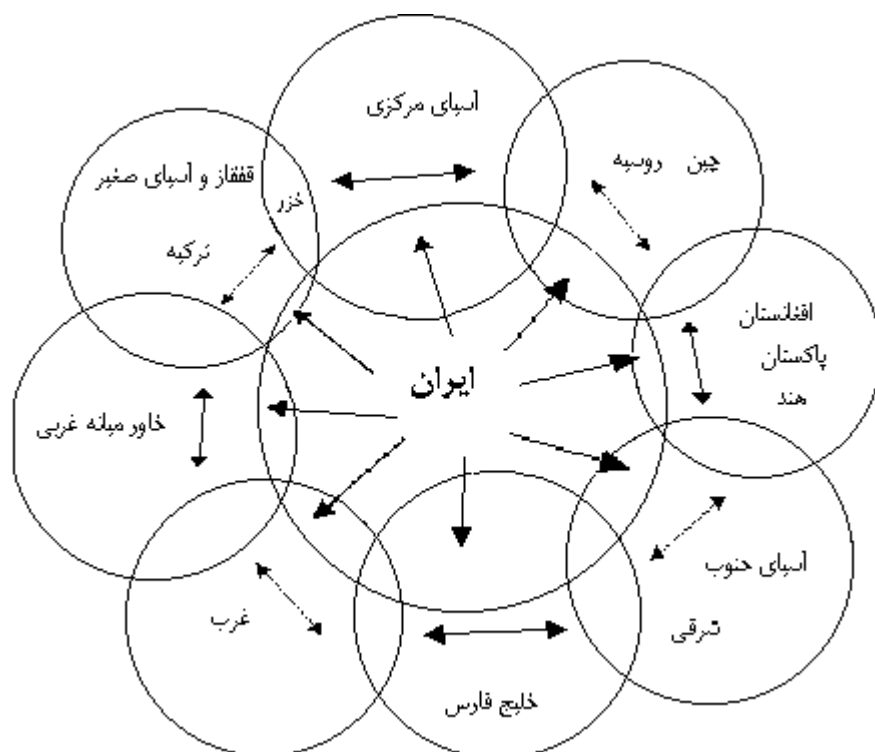 آسیای مرکزی
چین روسیه
قفقاز و آسیای صغیر
خزر
ترکیه
افغانستان
پاکستان
هند
ایران
خاور میانه غربی
آسیای جنوب
شرقی
غرب
خلیج فارس